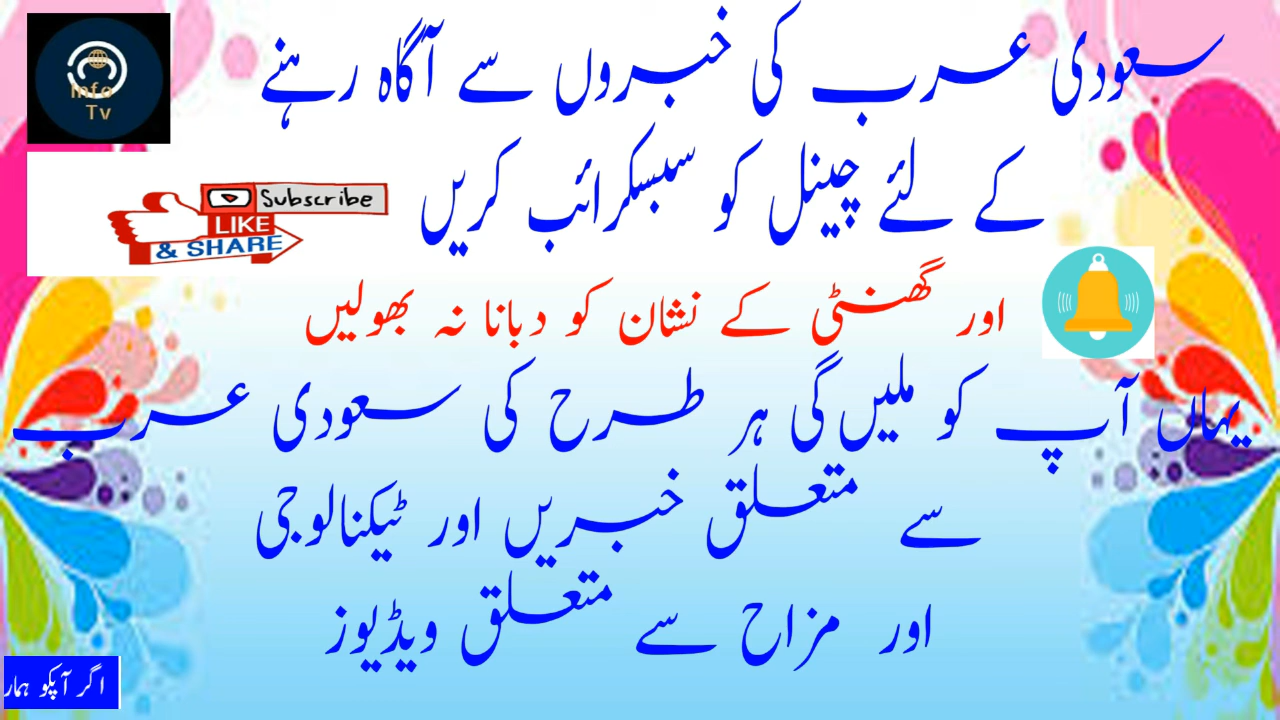 Info
Tv
سعودی عرب کی خبروں سے آگاہ رہنے
کے لئے چینل کو سبسکرائب کریں
Subscribe
LIKE
& SHARE
اور گھنٹی کے نشان کو دبانا نہ بھولیں
یہاں آپ کو ملیں گی ہر طرح کی سعودی عرب
سے متعلق خبریں اور ٹیکنالوجی
اور مزاح سے متعلق ویڈیوز
اگر آپکو ہمار